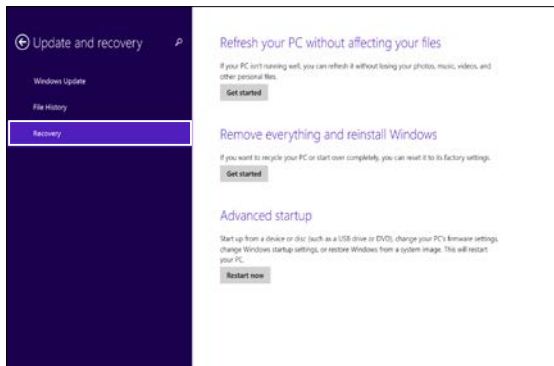 Update and recovery
Windows Update
File History
Recovery
Refresh your PC without affecting your files
If your PC isn't running well, you can refresh it without losing your photos, music, videos, and
other personal files.
Get started
Remove everything and reinstall Windows
If you want to recycle your PC or start over completely, you can reset it to its factory settings.
Get started
Advanced startup
Start up from a device or disc (such as a USB drive or DVD), change your PC's firmware settings,
change Windows startup settings, or restore Windows from a system image. This will restart
your PC.
Restart now